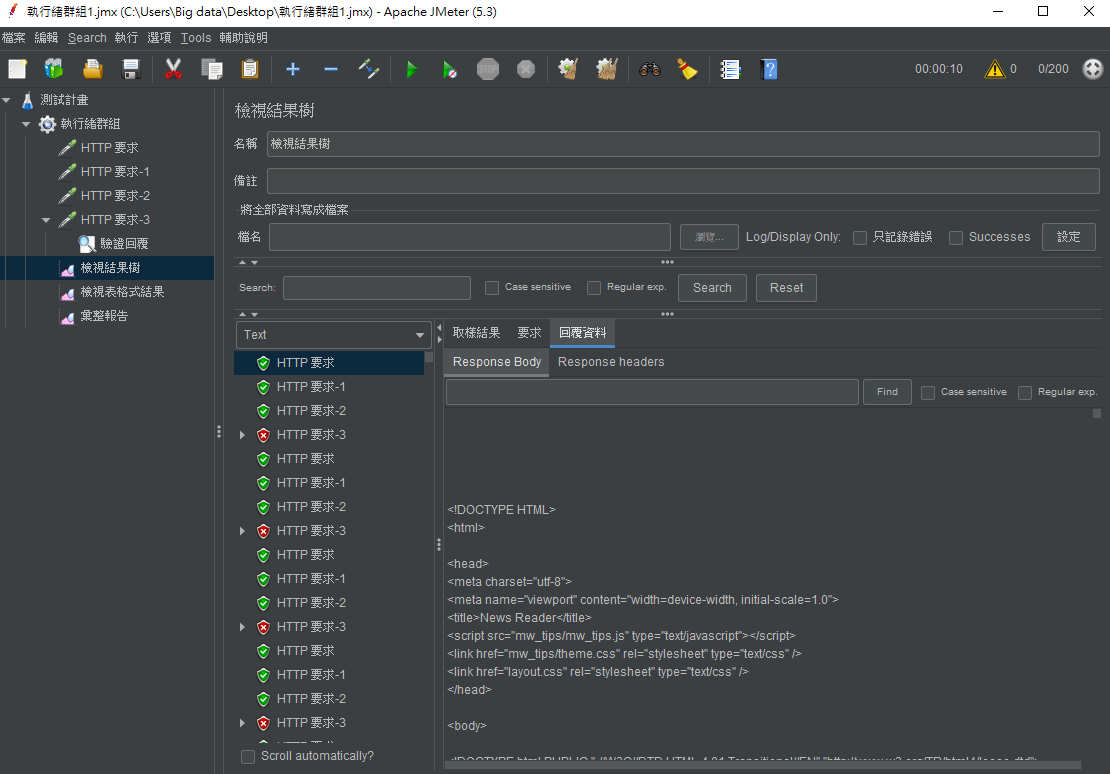 執行緒群組1.jmx (C:\Users\Big data\Desktop\執行緒群組1.jmx) - Apache JMeter (5.3)
檔案 編輯 Search 執行 選項 Tools 輔助說明
STOP 00:00:10 0 0/200
測試計畫
執行緒群組
HTTP 要求
HTTP 要求-1
HTTP 要求-2
HTTP 要求-3
驗證回覆
檢視結果樹
檢視表格式結果
彙整報告
檢視結果樹
名稱 檢視結果樹
備註
將全部資料寫成檔案
檔名 瀏覽... Log/Display Only: 只記錄錯誤 Successes 設定
Search: Case sensitive Regular exp. Search Reset
Text
HTTP 要求
HTTP 要求-1
HTTP 要求-2
HTTP 要求-3
HTTP 要求
HTTP 要求-1
HTTP 要求-2
HTTP 要求-3
HTTP 要求
HTTP 要求-1
HTTP 要求-2
HTTP 要求-3
HTTP 要求
HTTP 要求-1
HTTP 要求-2
HTTP 要求-3
Scroll automatically?
取樣結果 要求 回覆資料
Response Body Response headers
Find Case sensitive Regular exp.
<!DOCTYPE HTML>
<html>
<head>
<meta charset="utf-8">
<meta name="viewport" content="width=device-width, initial-scale=1.0">
<title>News Reader</title>
<script src="mw_tips/mw_tips.js" type="text/javascript"></script>
<link href="mw_tips/theme.css" rel="stylesheet" type="text/css" />
<link href="layout.css" rel="stylesheet" type="text/css" />
</head>
<body>